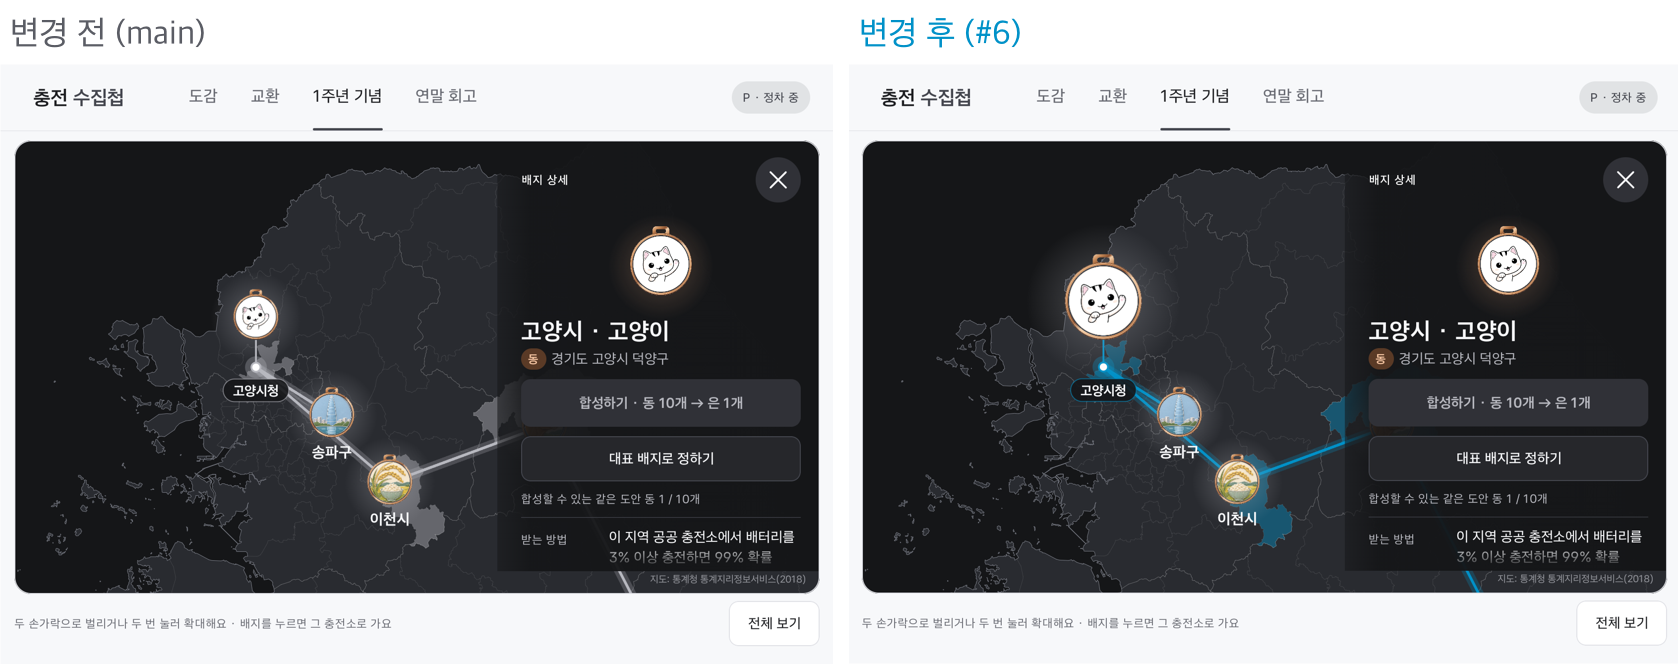 변경 전 (main)
충전 수집첩
도감
교환
1주년 기념
연말 회고
P · 정차 중
배지 상세
고양시청
송파구
이천시
고양시 · 고양이
동 경기도 고양시 덕양구
합성하기 · 동 10개 → 은 1개
대표 배지로 정하기
합성할 수 있는 같은 도안 동 1 / 10개
받는 방법
이 지역 공공 충전소에서 배터리를
3% 이상 충전하면 99% 확률
지도: 통계청 통계지리정보서비스(2018)
두 손가락으로 벌리거나 두 번 눌러 확대해요 · 배지를 누르면 그 충전소로 가요
전체 보기
변경 후 (#6)
충전 수집첩
도감
교환
1주년 기념
연말 회고
P · 정차 중
배지 상세
고양시청
송파구
이천시
고양시 · 고양이
동 경기도 고양시 덕양구
합성하기 · 동 10개 → 은 1개
대표 배지로 정하기
합성할 수 있는 같은 도안 동 1 / 10개
받는 방법
이 지역 공공 충전소에서 배터리를
3% 이상 충전하면 99% 확률
지도: 통계청 통계지리정보서비스(2018)
두 손가락으로 벌리거나 두 번 눌러 확대해요 · 배지를 누르면 그 충전소로 가요
전체 보기